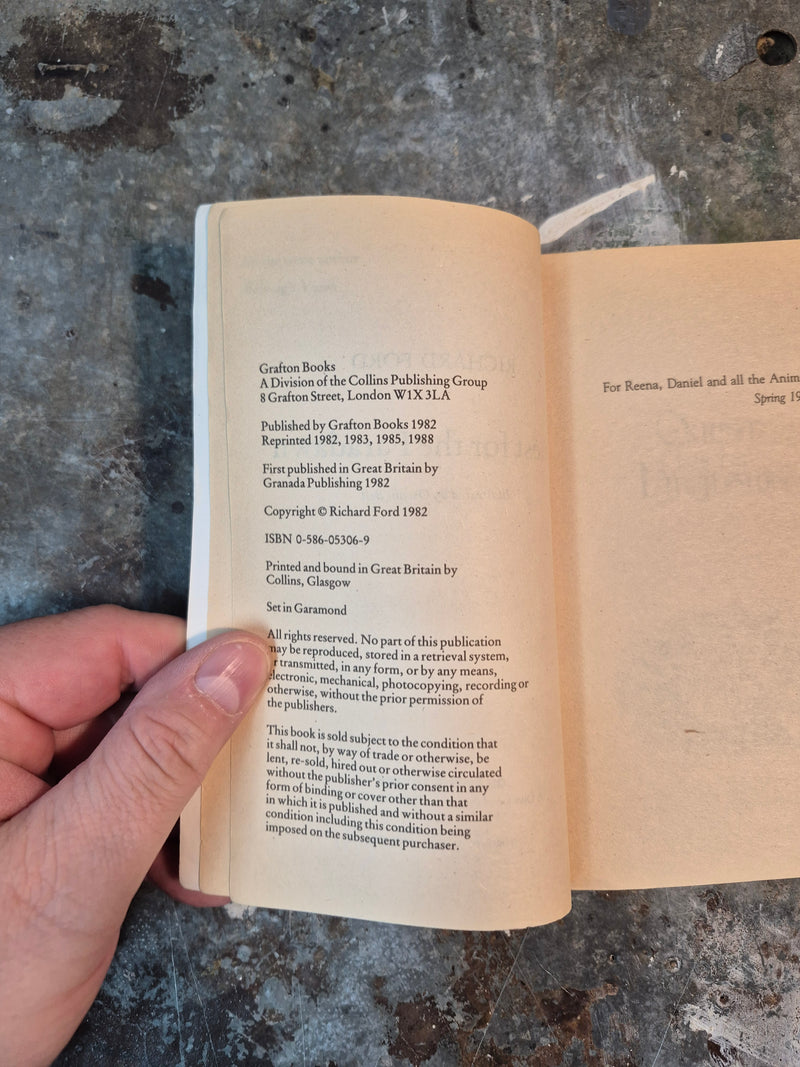 Grafton Books
A Division of the Collins Publishing Group
8 Grafton Street, London W1X 3LA
Published by Grafton Books 1982
Reprinted 1982, 1983, 1985, 1988
First published in Great Britain by
Granada Publishing 1982
Copyright © Richard Ford 1982
ISBN 0-586-05306-9
Printed and bound in Great Britain by
Collins, Glasgow
Set in Garamond
All rights reserved. No part of this publication
may be reproduced, stored in a retrieval system,
transmitted, in any form, or by any means,
electronic, mechanical, photocopying, recording or
otherwise, without the prior permission of
the publishers.
This book is sold subject to the condition that
it shall not, by way of trade or otherwise, be
lent, re-sold, hired out or otherwise circulated
without the publisher's prior consent in any
form of binding or cover other than that
in which it is published and without a similar
condition including this condition being
imposed on the subsequent purchaser.
For Reena, Daniel and all the Anim
Spring 19